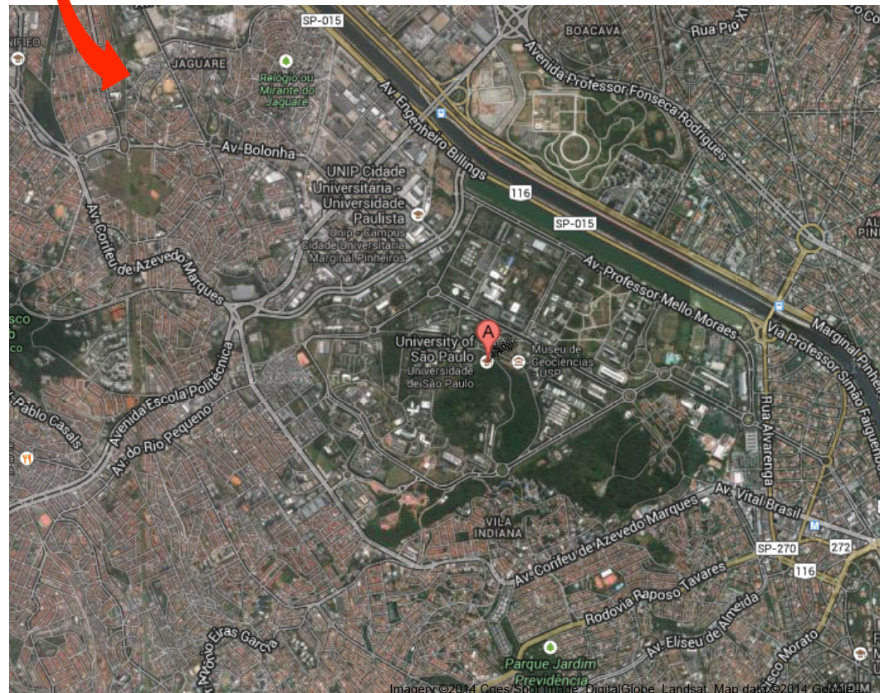 SP-015
BOACAVA
Rua Pio XI
NIFIED
JAGUARE
Avenida Professor Fonseca Rodrigues
Relógio ou
Mirante do
Jaguaré
Av. Engenheiro Billings
Av. Bolonha
UNIP Cidade
Universitária -
Universidade
Paulista
Unip - Campus
Cidade Universitária
Marginal Pinheiros
116
SP-015
Av. Corifeu de Azevedo Marques
Av. Professor Mello Moraes
A
University of
São Paulo
Universidade
de São Paulo
Museu de
Geociências
- USP
Via Professor Simão
Avenida Escola Politécnica
Pablo Casals
Av. do Rio Pequeno
Rua Alvarenga
Av. Vital Brasil
VILA
INDIANA
Av. Corifeu de Azevedo Marques
M
SP-270
272
116
Rodovia Raposo Tavares
Av. Eliseu de Almeida
Eiras Garcia
Parque Jardim
Previdência
Morato
Imagery ©2014 Cnes/Spot Image, DigitalGlobe, Landsat, Map data ©2014